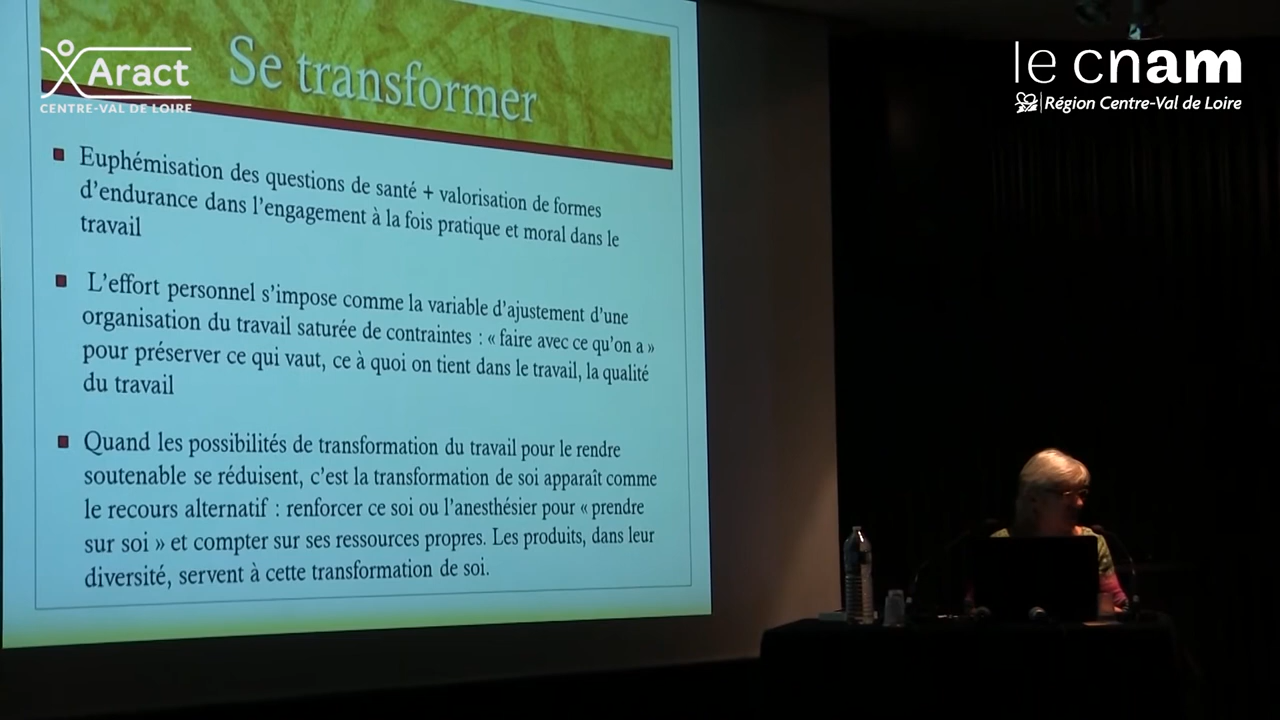 Aract
CENTRE-VAL DE LOIRE
le cnam
Région Centre-Val de Loire
Se transformer
Euphémisation des questions de santé + valorisation de formes
d'endurance dans l'engagement à la fois pratique et moral dans le
travail
L'effort personnel s'impose comme la variable d'ajustement d'une
organisation du travail saturée de contraintes : « faire avec ce qu'on a »
pour préserver ce qui vaut, ce à quoi on tient dans le travail, la qualité
du travail
Quand les possibilités de transformation du travail pour le rendre
soutenable se réduisent, c'est la transformation de soi apparaît comme
le recours alternatif : renforcer ce soi ou l'anesthésier pour « prendre
sur soi » et compter sur ses ressources propres. Les produits, dans leur
diversité, servent à cette transformation de soi.